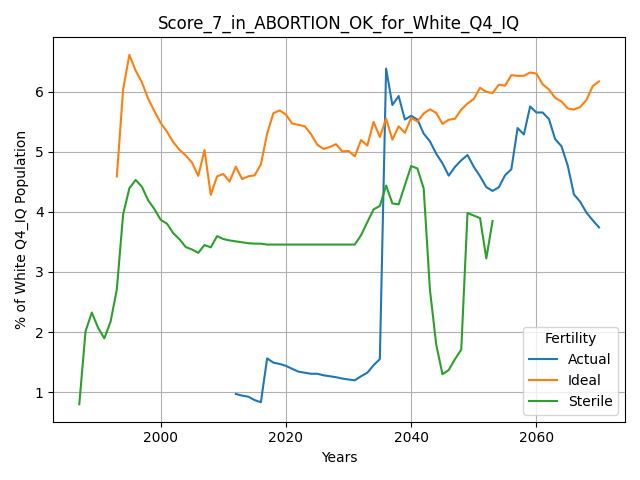 Score_7_in_ABORTION_OK_for_White_Q4_IQ
% of White Q4_IQ Population
6
5
4
3
2
1
2000
2020
2040
2060
Years
Fertility
Actual
Ideal
Sterile